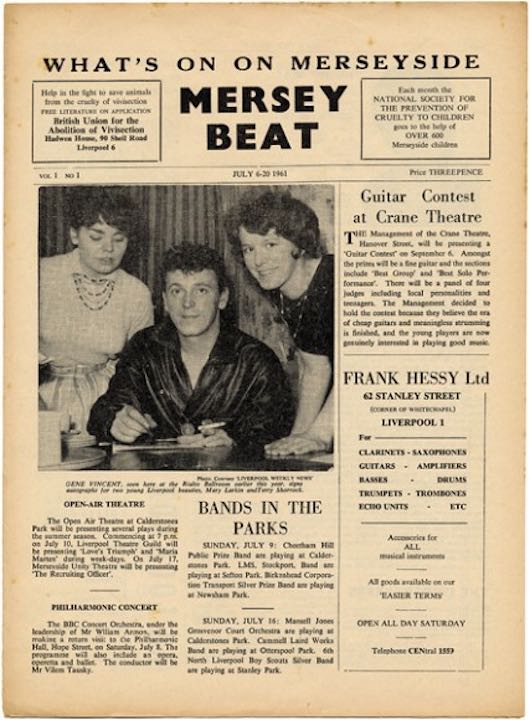 WHAT'S ON ON MERSEYSIDE
Help in the fight to save animals
from the cruelty of vivisection
FREE LITERATURE ON APPLICATION
British Union for the
Abolition of Vivisection
Hadwen House, 90 Sheil Road
Liverpool 6
MERSEY
BEAT
Each month the
NATIONAL SOCIETY FOR
THE PREVENTION OF
CRUELTY TO CHILDREN
goes to the help of
OVER 600
Merseyside children
VOL 1 NO 1
JULY 6-20 1961
Price THREEPENCE
Photo: Courtesy 'LIVERPOOL WEEKLY NEWS'
GENE VINCENT, seen here at the Rialto Ballroom earlier this year, signs
autographs for two young Liverpool beauties, Mary Larkin and Terry Shorrock.
OPEN-AIR THEATRE
The Open Air Theatre at Calderstones
Park will be presenting several plays during
the summer season. Commencing at 7 p.m.
on July 10, Liverpool Theatre Guild will
be presenting 'Love's Triumph' and 'Maria
Marten' during week-days. On July 17,
Merseyside Unity Theatre will be presenting
'The Recruiting Officer'.
PHILHARMONIC CONCERT
The BBC Concert Orchestra, under the
leadership of Mr William Armon, will be
making a return visit to the Philharmonic
Hall, Hope Street, on Saturday, July 8. The
programme will also include an opera,
operetta and ballet. The conductor will be
Mr Vilem Tausky.
BANDS IN THE
PARKS
SUNDAY, JULY 9: Cheetham Hill
Public Prize Band are playing at Calder-
stones Park. LMS, Stockport, Band are
playing at Sefton Park. Birkenhead Corpora-
tion Transport Silver Prize Band are playing
at Newsham Park.
SUNDAY, JULY 16: Mansell Jones
Grosvenor Court Orchestra are playing at
Calderstones Park. Cammell Laird Works
Band are playing at Otterspool Park. 6th
North Liverpool Boy Scouts Silver Band
are playing at Stanley Park.
Guitar Contest
at Crane Theatre
THE Management of the Crane Theatre,
Hanover Street, will be presenting a
'Guitar Contest' on September 6. Amongst
the prizes will be a fine guitar and the sections
include 'Best Group' and 'Best Solo Per-
formance'. There will be a panel of four
judges including local personalities and
teenagers. The Management decided to
hold the contest because they believe the era
of cheap guitars and meaningless strumming
is finished, and the young players are now
genuinely interested in playing good music.
FRANK HESSY Ltd
62 STANLEY STREET
(CORNER OF WHITECHAPEL)
LIVERPOOL 1
For
CLARINETS - SAXOPHONES
GUITARS - AMPLIFIERS
BASSES - DRUMS
TRUMPETS - TROMBONES
ECHO UNITS - ETC
Accessories for
ALL
musical instruments
All goods available on our
'EASIER TERMS'
OPEN ALL DAY SATURDAY
Telephone CENtral 1559